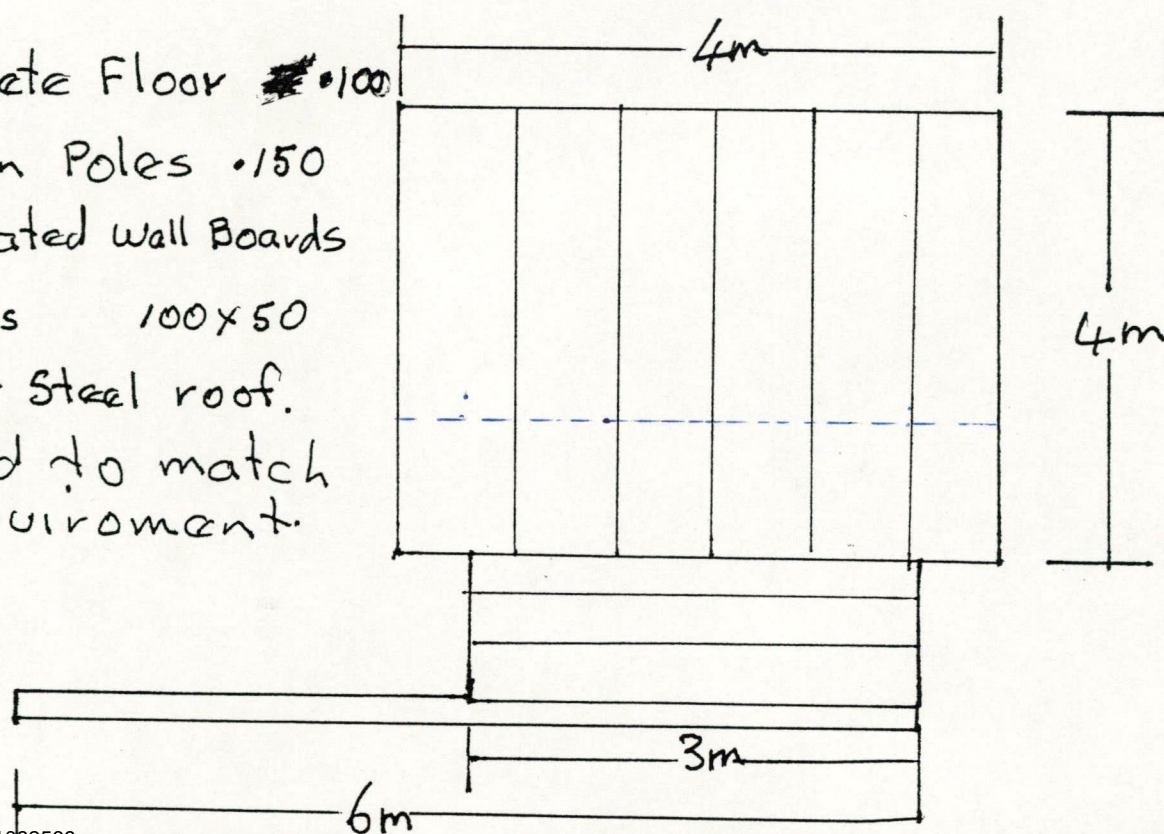 ete Floor .100
n Poles .150
ated Wall Boards
s 100x50
r Steel roof.
d to match
uiroment.
4m
4m
3m
6m